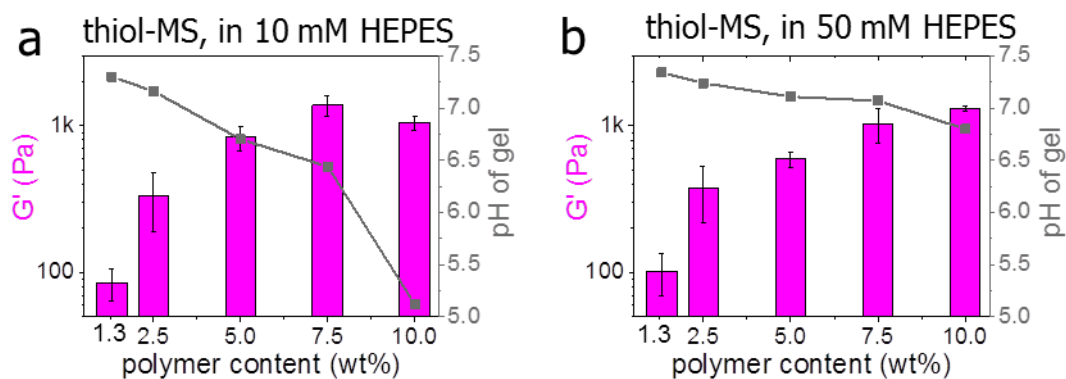 a
thiol-MS, in 10 mM HEPES
G' (Pa)
1k
100
7.5
7.0
6.5
6.0
5.5
5.0
pH of gel
1.3 2.5 5.0 7.5 10.0
polymer content (wt%)
b
thiol-MS, in 50 mM HEPES
G' (Pa)
1k
100
7.5
7.0
6.5
6.0
5.5
5.0
pH of gel
1.3 2.5 5.0 7.5 10.0
polymer content (wt%)